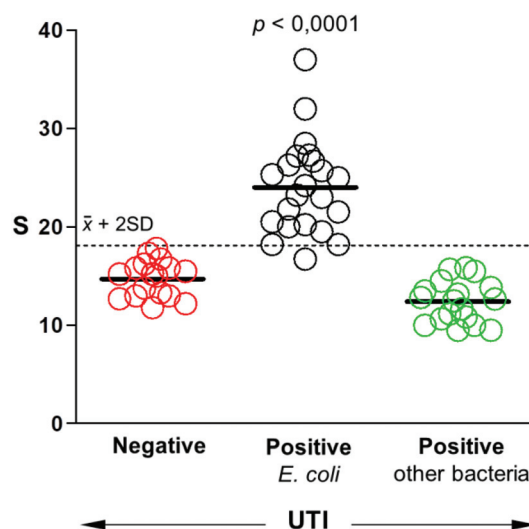 40
p < 0,0001
30
S
20
x̄ + 2SD
10
0
Negative
Positive
E. coli
Positive
other bacteria
UTI